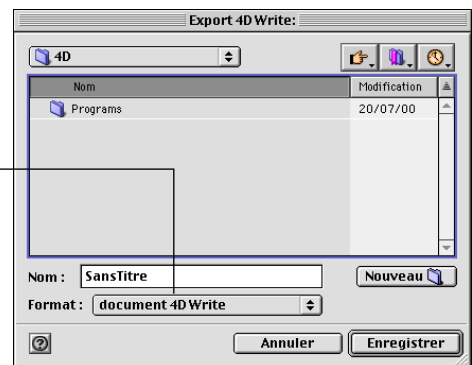 Export 4D Write:
4D
Nom Modification
Programs 20/07/00
Nom : SansTitre Nouveau
Format : document 4D Write
? Annuler Enregistrer